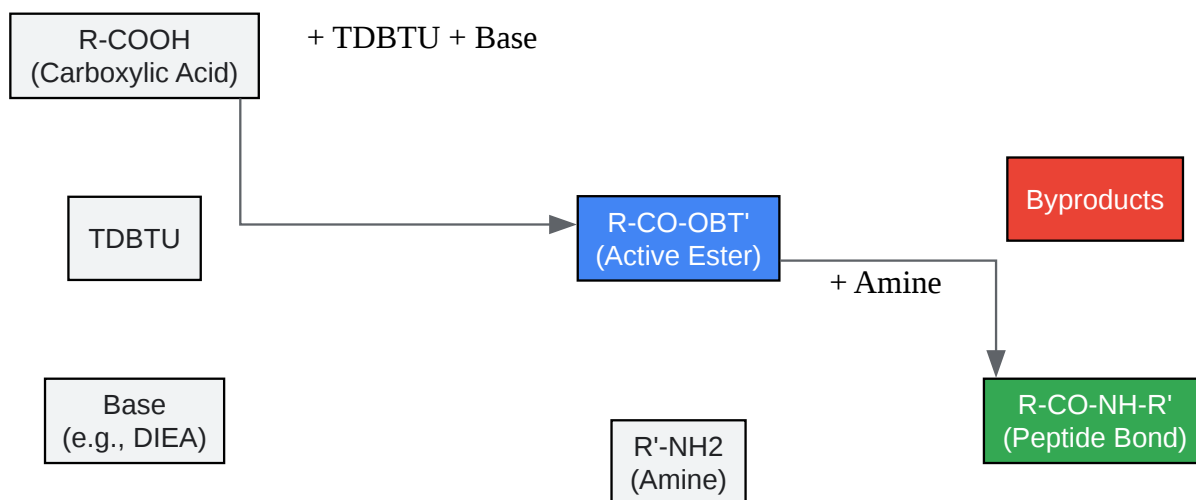 R-COOH
(Carboxylic Acid)
+ TDBTU + Base
Byproducts
TDBTU
R-CO-OBT'
(Active Ester)
+ Amine
Base
(e.g., DIEA)
R-CO-NH-R'
(Peptide Bond)
R'-NH2
(Amine)